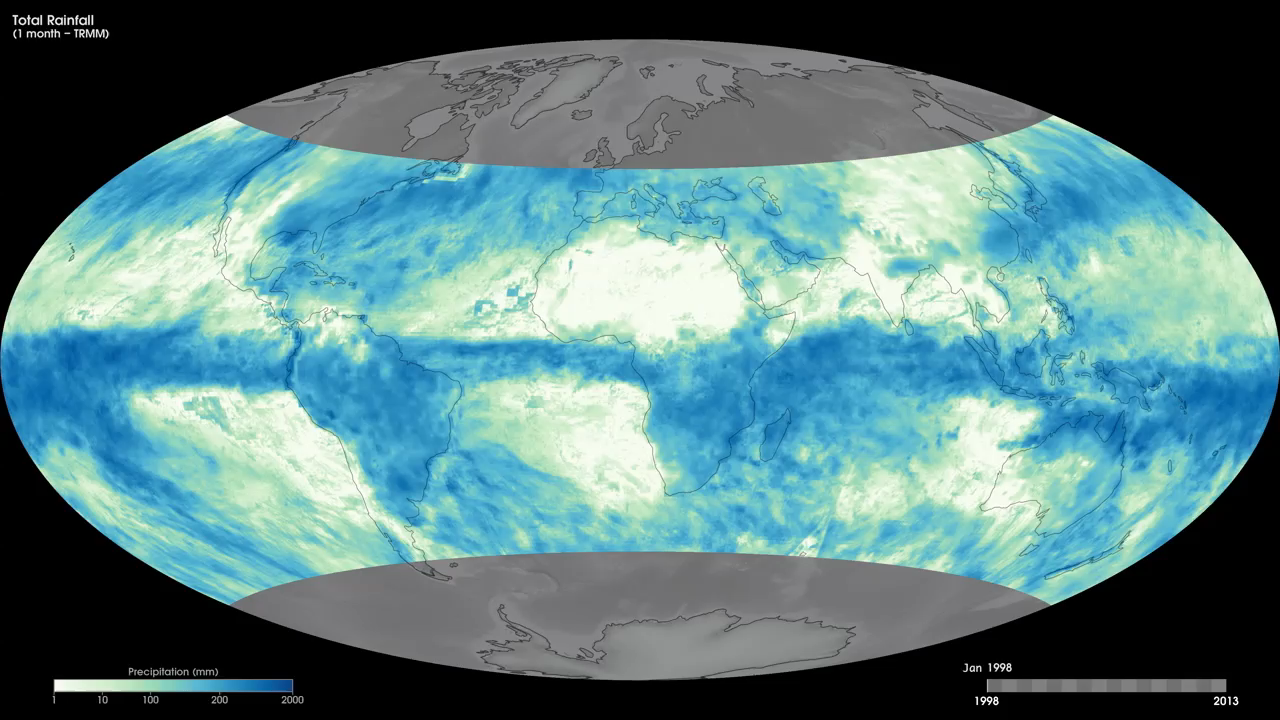 Total Rainfall
(1 month – TRMM)
Precipitation (mm)
1 10 100 200 2000
Jan 1998
1998 2013